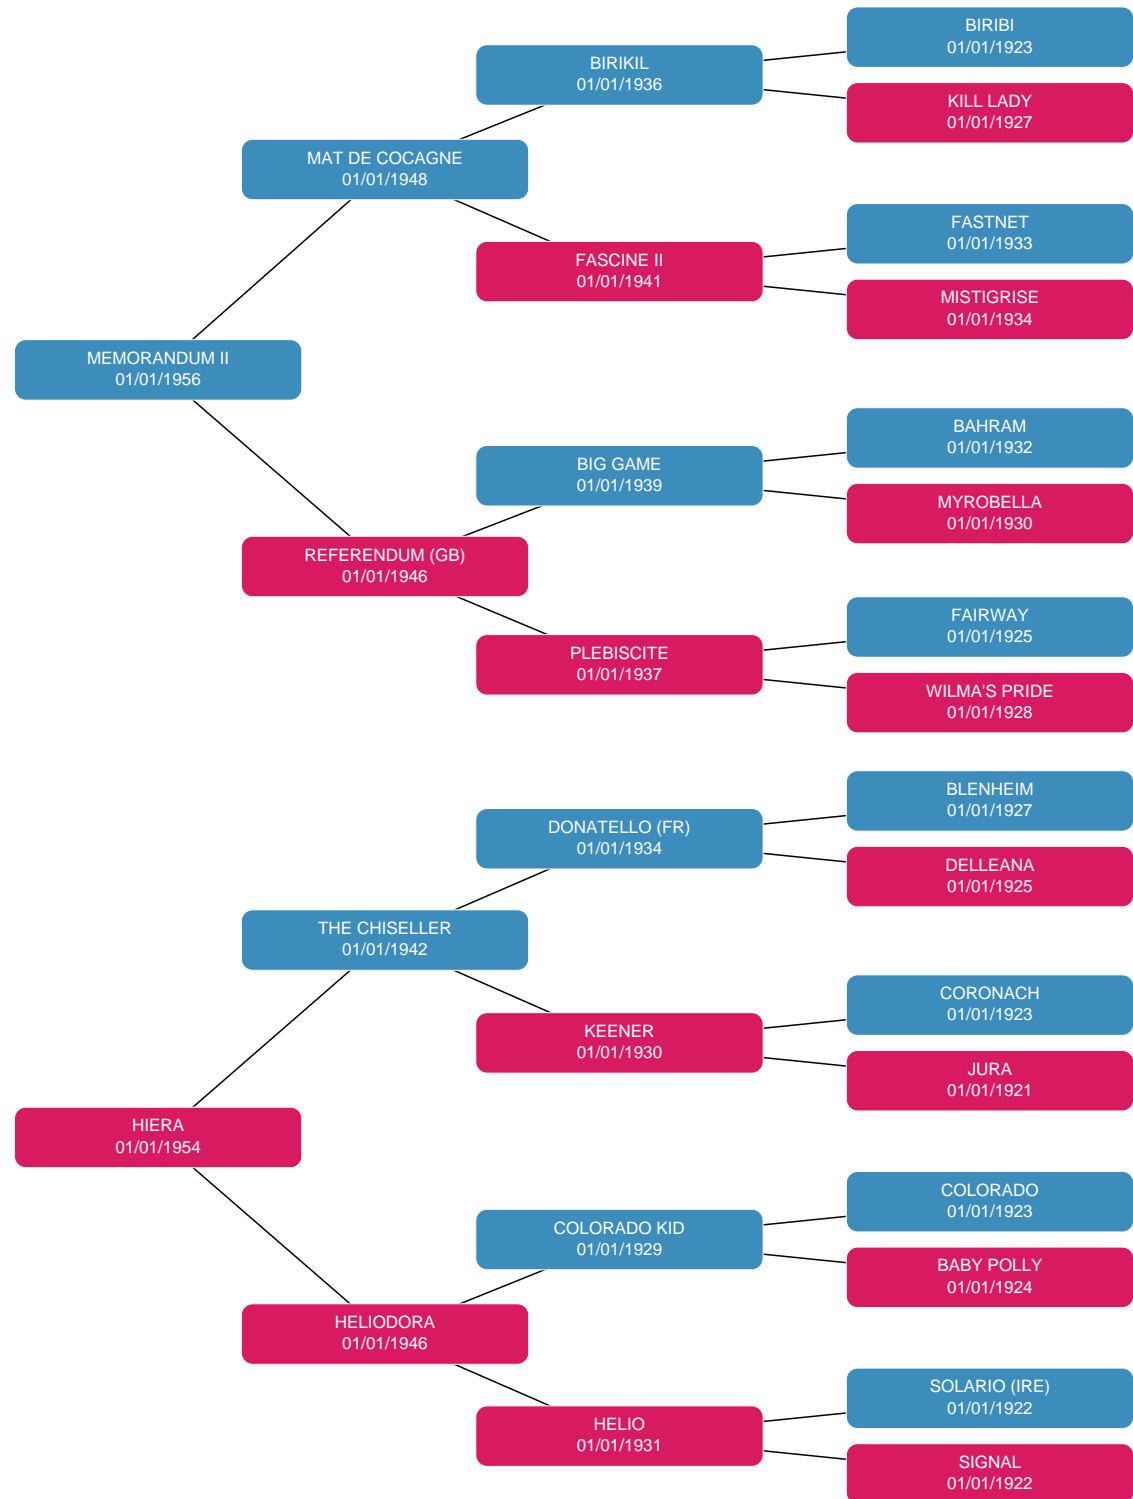 BIRIBI
01/01/1923
BIRIKIL
01/01/1936
KILL LADY
01/01/1927
MAT DE COCAGNE
01/01/1948
FASTNET
01/01/1933
FASCINE II
01/01/1941
MISTIGRISE
01/01/1934
MEMORANDUM II
01/01/1956
BAHRAM
01/01/1932
BIG GAME
01/01/1939
MYROBELLA
01/01/1930
REFERENDUM (GB)
01/01/1946
FAIRWAY
01/01/1925
PLEBISCITE
01/01/1937
WILMA'S PRIDE
01/01/1928
BLENHEIM
01/01/1927
DONATELLO (FR)
01/01/1934
DELLEANA
01/01/1925
THE CHISELLER
01/01/1942
CORONACH
01/01/1923
KEENER
01/01/1930
JURA
01/01/1921
HIERA
01/01/1954
COLORADO
01/01/1923
COLORADO KID
01/01/1929
BABY POLLY
01/01/1924
HELIODORA
01/01/1946
SOLARIO (IRE)
01/01/1922
HELIO
01/01/1931
SIGNAL
01/01/1922